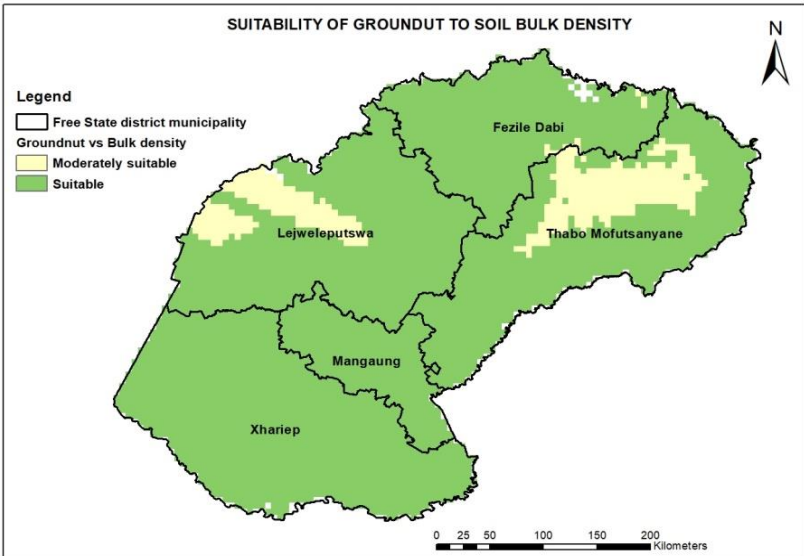 SUITABILITY OF GROUNDUT TO SOIL BULK DENSITY
N
Legend
Free State district municipality
Groundnut vs Bulk density
Moderately suitable
Suitable
Fezile Dabi
Lejweleputswa
Thabo Mofutsanyane
Mangaung
Xhariep
0 25 50 100 150 200
Kilometers